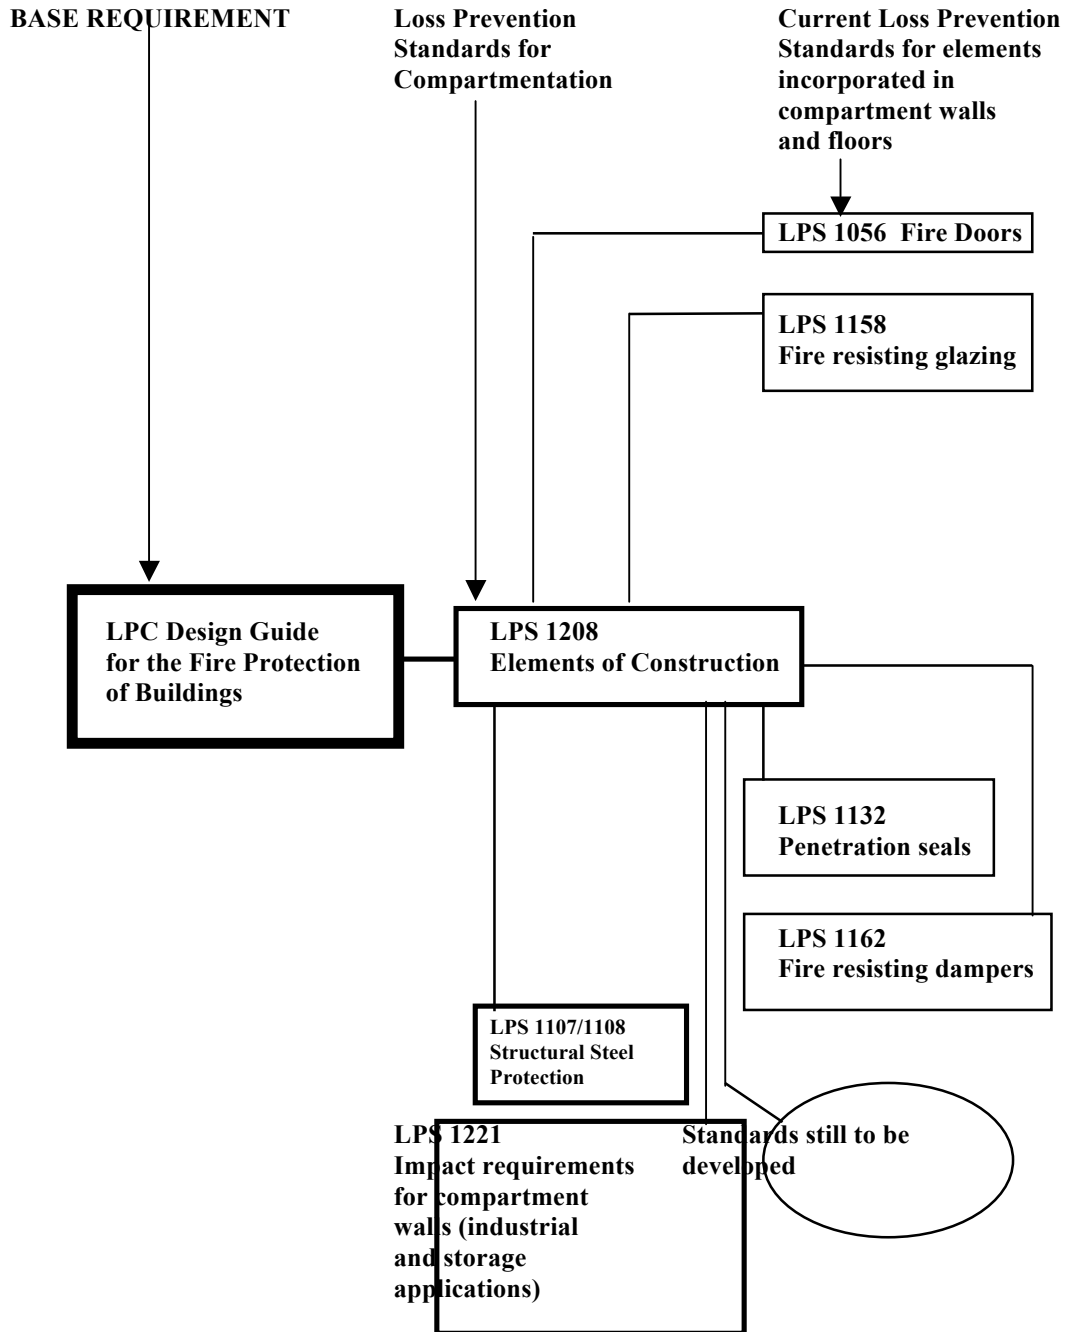 BASE REQUIREMENT
Loss Prevention
Standards for
Compartmentation
Current Loss Prevention
Standards for elements
incorporated in
compartment walls
and floors
LPS 1056 Fire Doors
LPS 1158
Fire resisting glazing
LPC Design Guide
for the Fire Protection
of Buildings
LPS 1208
Elements of Construction
LPS 1132
Penetration seals
LPS 1162
Fire resisting dampers
LPS 1107/1108
Structural Steel
Protection
LPS 1221
Impact requirements
for compartment
walls (industrial
and storage
applications)
Standards still to be
developed